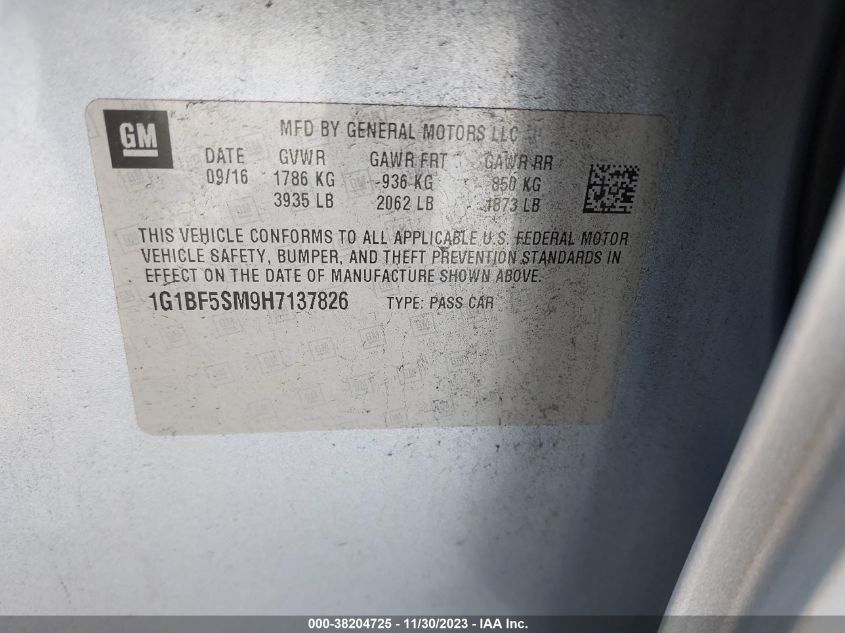 GM
MFD BY GENERAL MOTORS LLC
DATE GVWR GAWR FRT GAWR RR
09/16 1786 KG 936 KG 850 KG
3935 LB 2062 LB 1873 LB
THIS VEHICLE CONFORMS TO ALL APPLICABLE U.S. FEDERAL MOTOR
VEHICLE SAFETY, BUMPER, AND THEFT PREVENTION STANDARDS IN
EFFECT ON THE DATE OF MANUFACTURE SHOWN ABOVE.
1G1BF5SM9H7137826 TYPE: PASS CAR
000-38204725 - 11/30/2023 - IAA Inc.